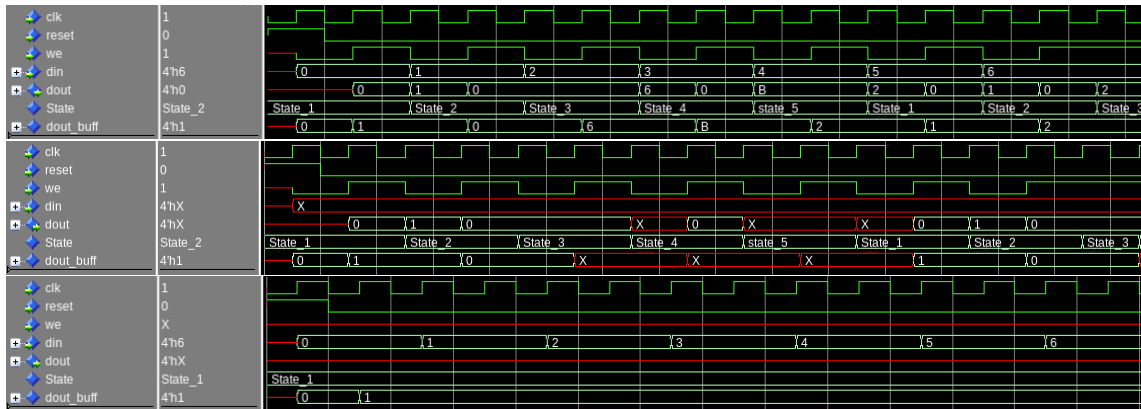 clk 1
reset 0
we 1
din 4'h6 0 1 2 3 4 5 6
dout 4'h0 0 1 0 6 0 B 2 0 1 0 2
State State_2 State_1 State_2 State_3 State_4 state_5 State_1 State_2 State_3
dout_buff 4'h1 0 1 0 6 B 2 1 2
clk 1
reset 0
we 1
din 4'hX X
dout 4'hX 0 1 0 X 0 X X 0 1 0
State State_2 State_1 State_2 State_3 State_4 state_5 State_1 State_2 State_3
dout_buff 4'h1 0 1 0 X X X 1 0
clk 1
reset 0
we X
din 4'h6 0 1 2 3 4 5 6
dout 4'hX
State State_1 State_1
dout_buff 4'h1 0 1